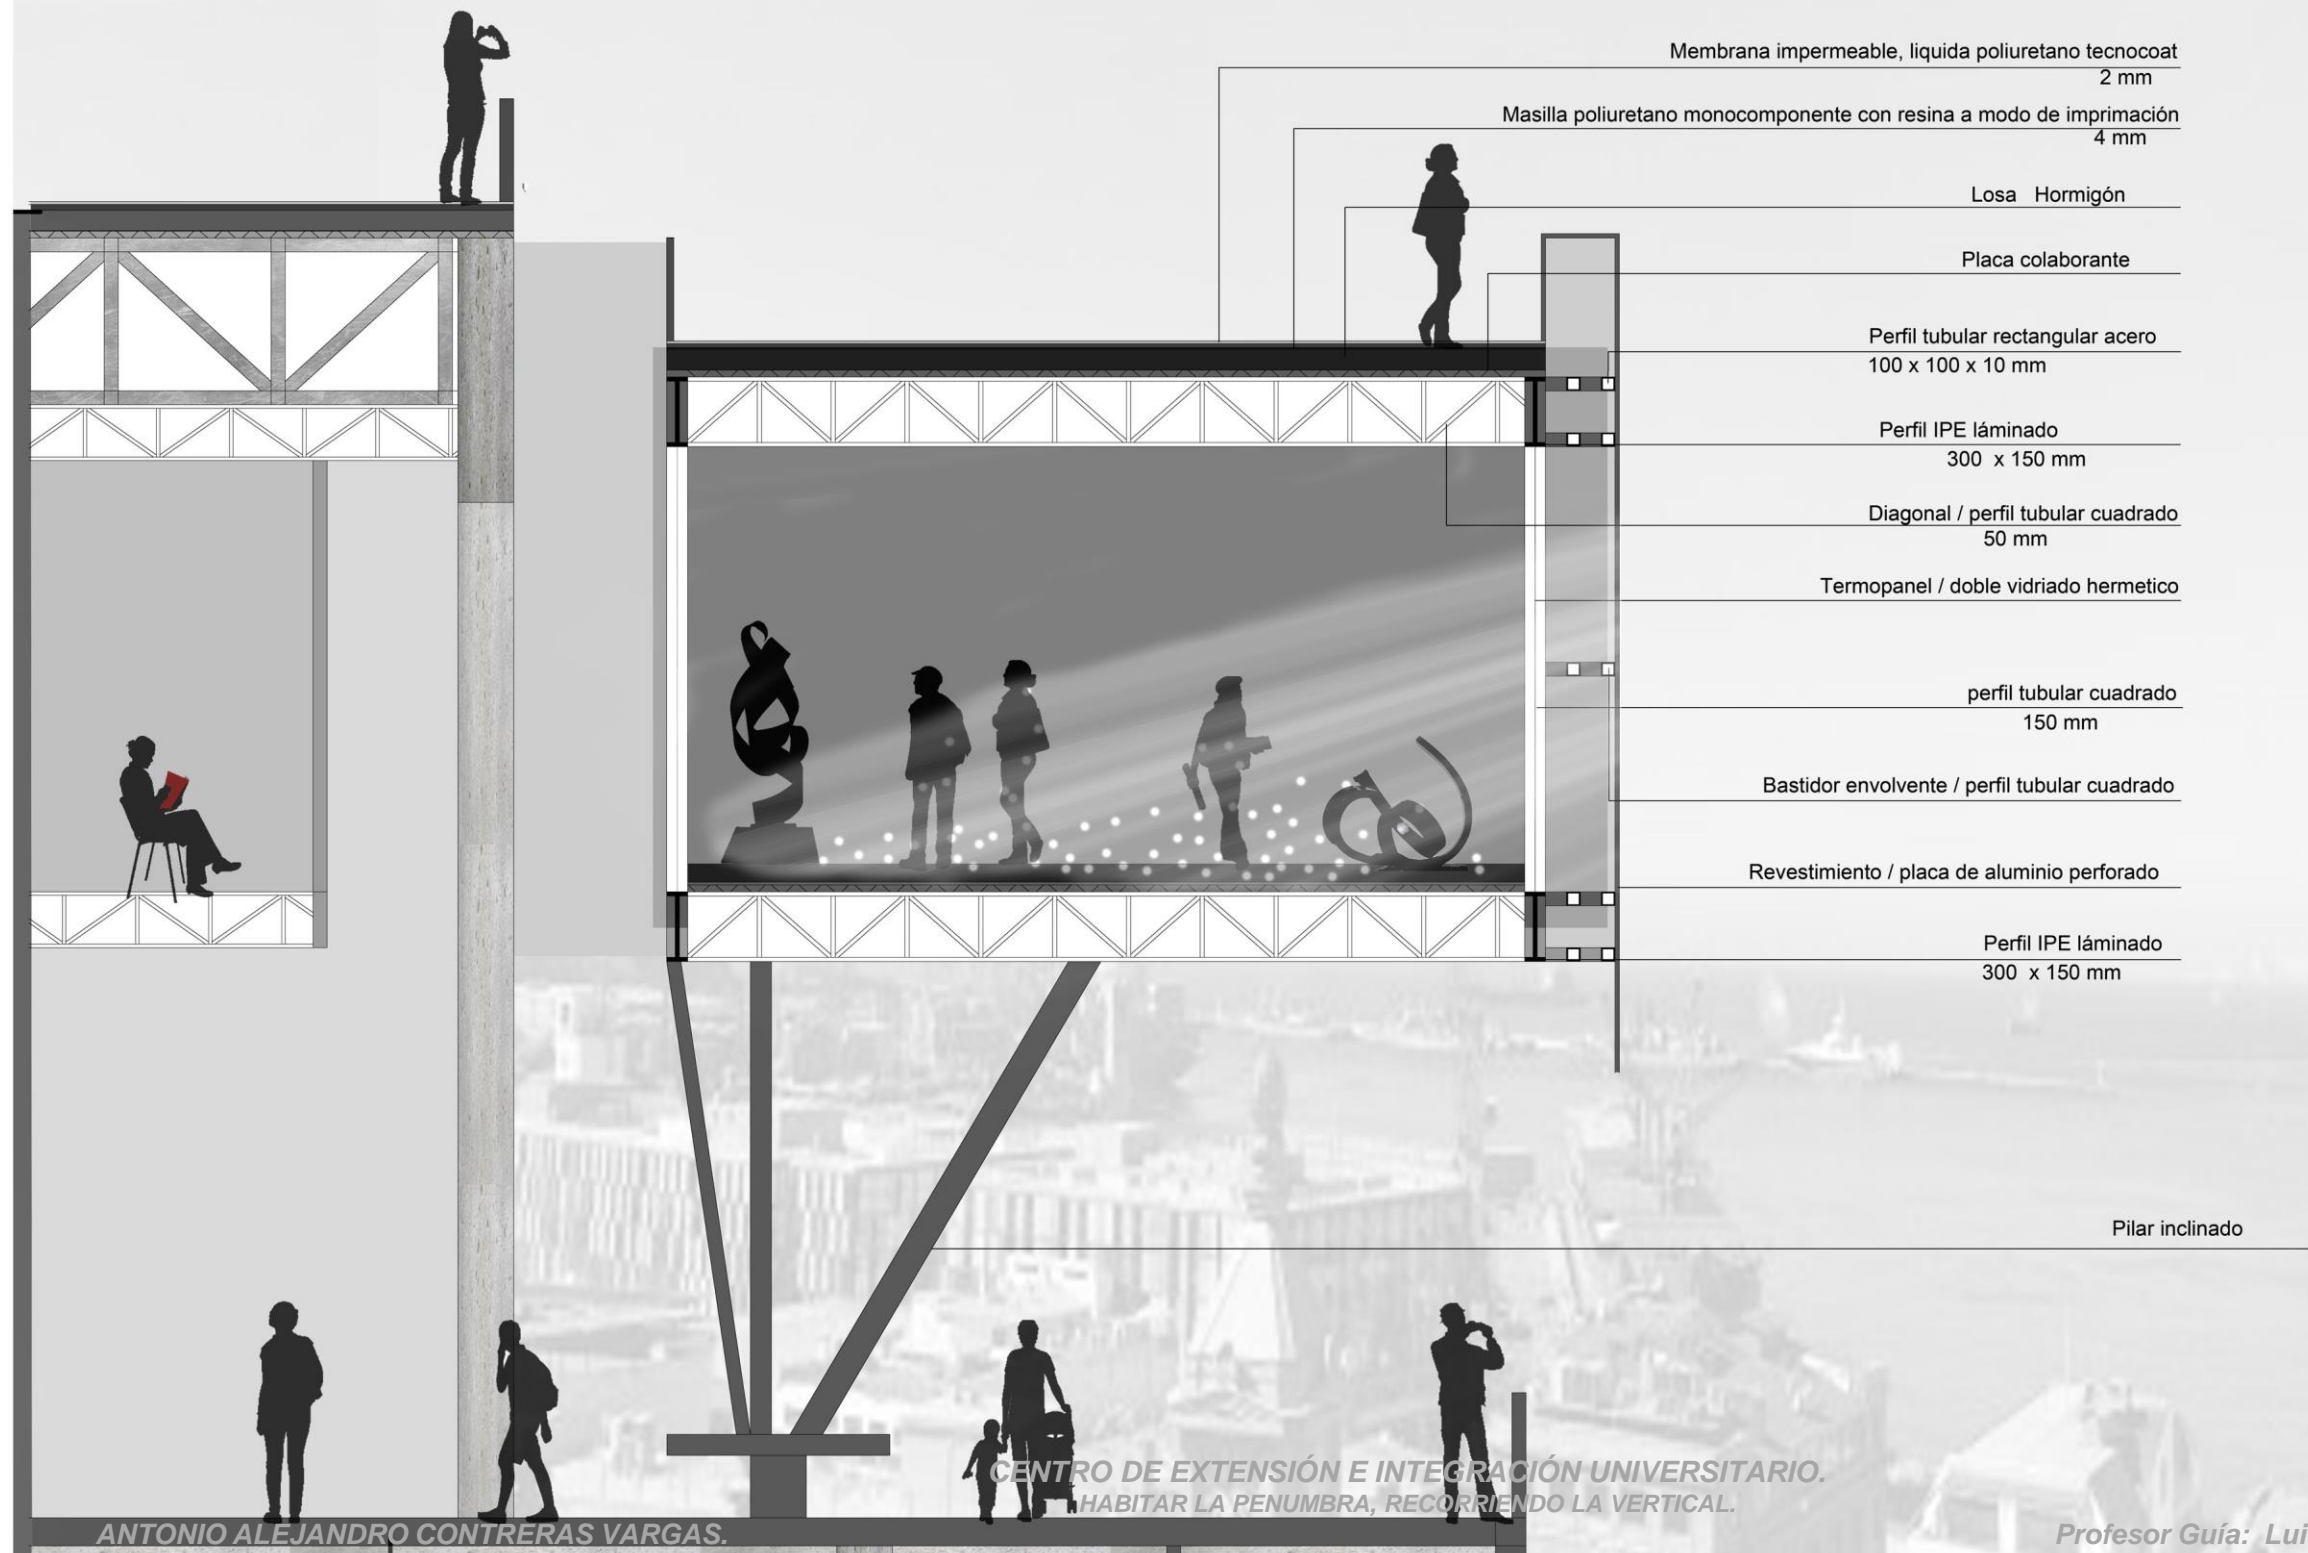 Membrana impermeable, liquida poliuretano tecnocoat
2 mm
Masilla poliuretano monocomponente con resina a modo de imprimación
4 mm
Losa Hormigón
Placa colaborante
Perfil tubular rectangular acero
100 x 100 x 10 mm
Perfil IPE láminado
300 x 150 mm
Diagonal / perfil tubular cuadrado
50 mm
Termopanel / doble vidriado hermetico
perfil tubular cuadrado
150 mm
Bastidor envolvente / perfil tubular cuadrado
Revestimiento / placa de aluminio perforado
Perfil IPE láminado
300 x 150 mm
Pilar inclinado
CENTRO DE EXTENSIÓN E INTEGRACIÓN UNIVERSITARIO.
HABITAR LA PENUMBRA, RECORRIENDO LA VERTICAL.
ANTONIO ALEJANDRO CONTRERAS VARGAS.
Profesor Guía: Lui